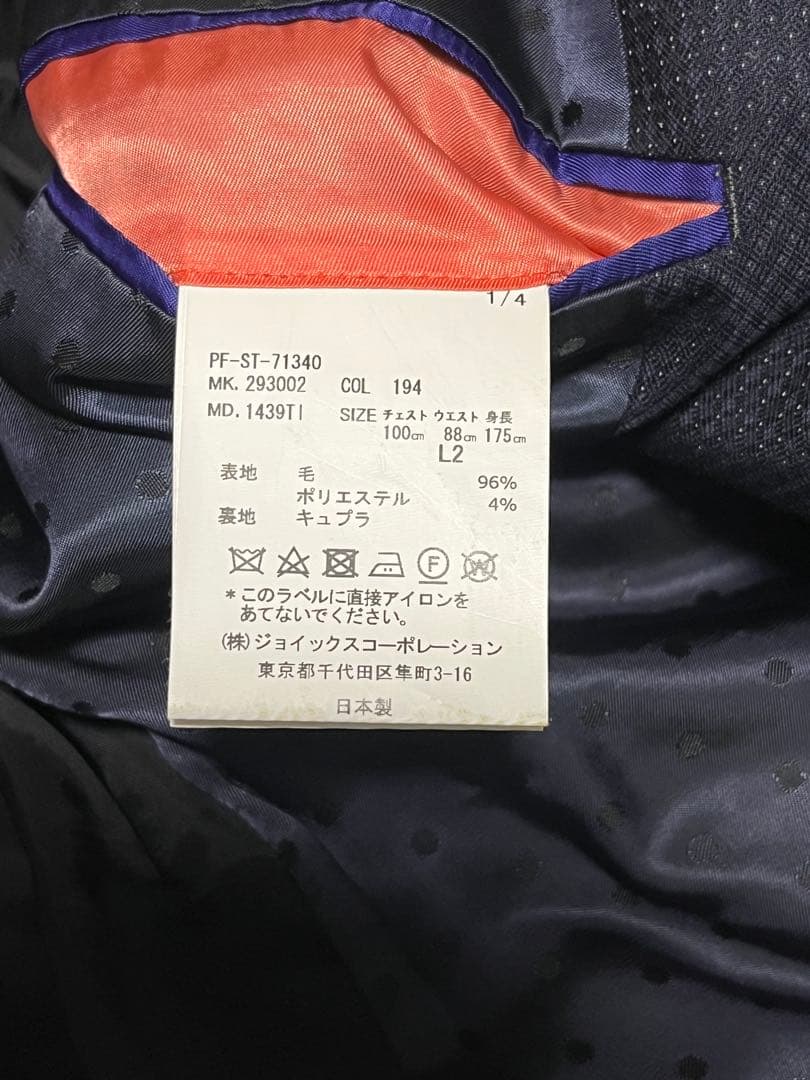 1/4
PF-ST-71340
MK. 293002 COL 194
MD. 1439TI SIZE チェスト ウエスト 身長
100cm 88cm 175cm
L2
表地 毛 96%
ポリエステル 4%
裏地 キュプラ
F W
*このラベルに直接アイロンを
あてないでください。
(株)ジョイックスコーポレーション
東京都千代田区隼町3-16
日本製